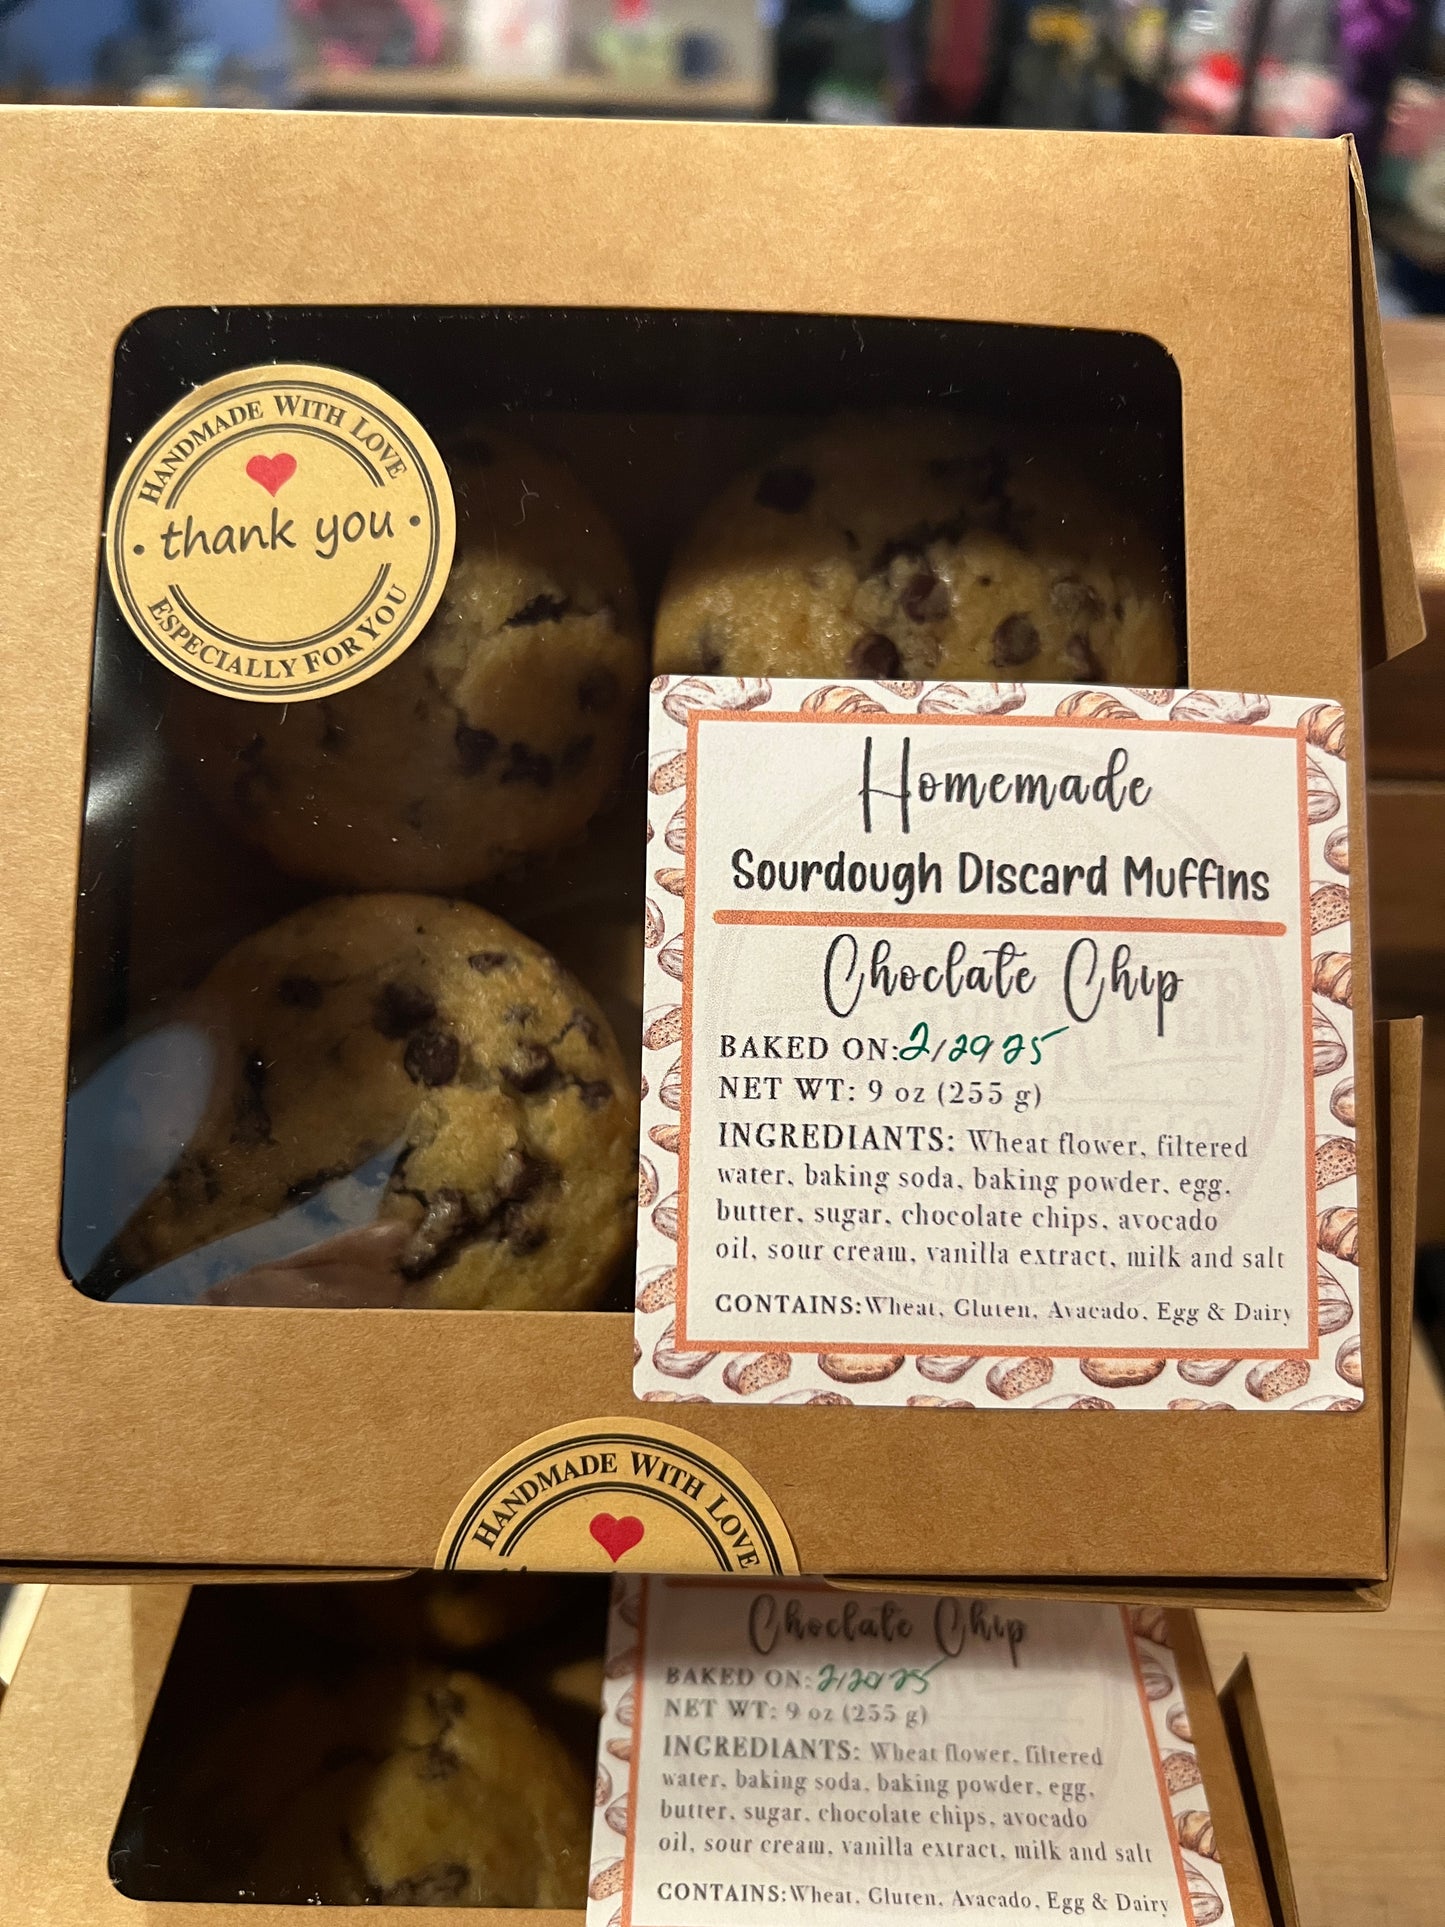 HANDMADE WITH LOVE
thank you
ESPECIALLY FOR YOU
Homemade
Sourdough Discard Muffins
Choclate Chip
BAKED ON: 2/20 25
NET WT: 9 oz (255 g)
INGREDIANTS: Wheat flower, filtered
water, baking soda, baking powder, egg,
butter, sugar, chocolate chips, avocado
oil, sour cream, vanilla extract, milk and salt
CONTAINS:Wheat, Gluten, Avacado, Egg & Dairy
HANDMADE WITH LOVE
Choclate Chip
BAKED ON: 2/20 25
NET WT: 9 oz (255 g)
INGREDIANTS: Wheat flower, filtered
water, baking soda, baking powder, egg,
butter, sugar, chocolate chips, avocado
oil, sour cream, vanilla extract, milk and salt
CONTAINS:Wheat, Gluten, Avacado, Egg & Dairy